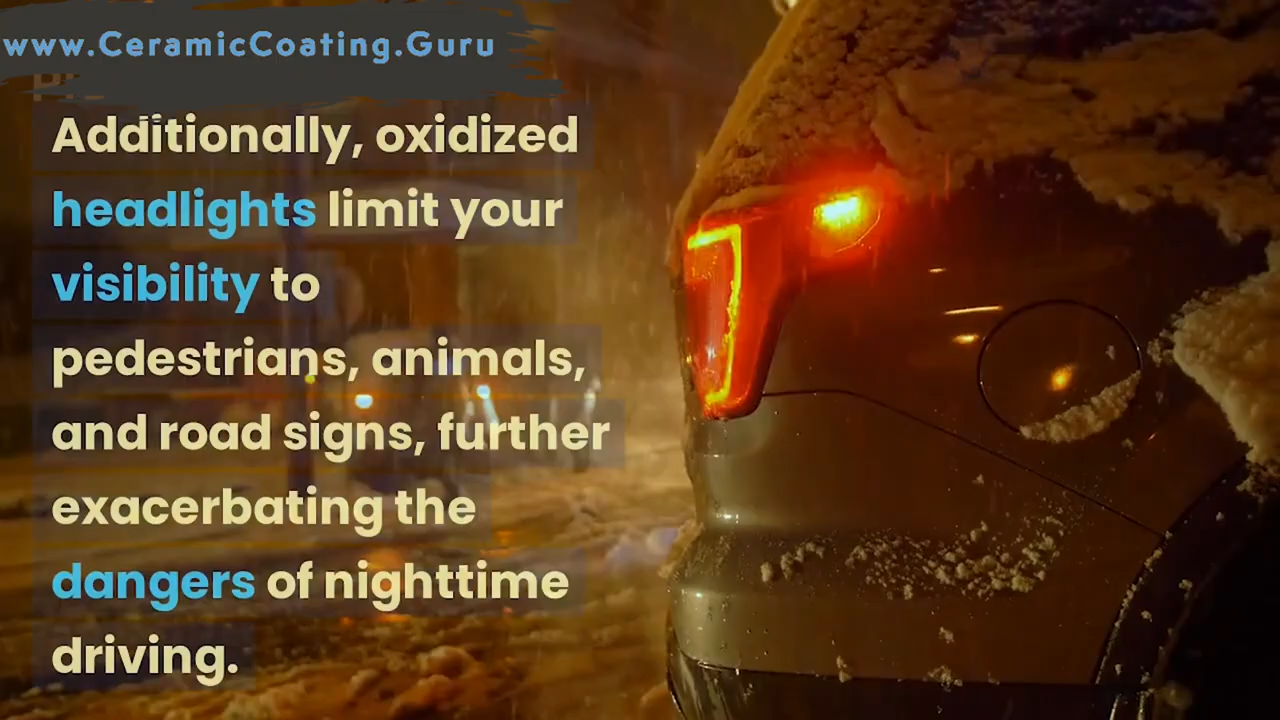 www.CeramicCoating.Guru
Additionally, oxidized
headlights limit your
visibility to
pedestrians, animals,
and road signs, further
exacerbating the
dangers of nighttime
driving.